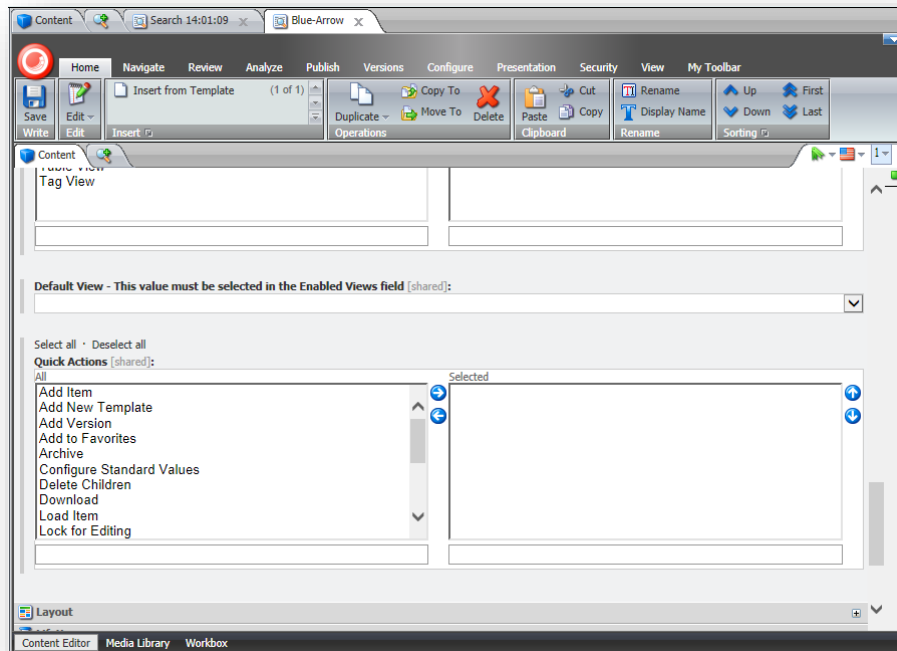 Content Search 14:01:09 Blue-Arrow
Home Navigate Review Analyze Publish Versions Configure Presentation Security View My Toolbar
Insert from Template (1 of 1) Copy To Cut Rename Up First
Save Edit Duplicate Move To Delete Paste Copy Display Name Down Last
Write Edit Insert Operations Clipboard Rename Sorting
Content 1
Table View
Tag View
Default View - This value must be selected in the Enabled Views field [shared]:
Select all · Deselect all
Quick Actions [shared]:
All Selected
Add Item
Add New Template
Add Version
Add to Favorites
Archive
Configure Standard Values
Delete Children
Download
Load Item
Lock for Editing
Layout
Content Editor Media Library Workbox